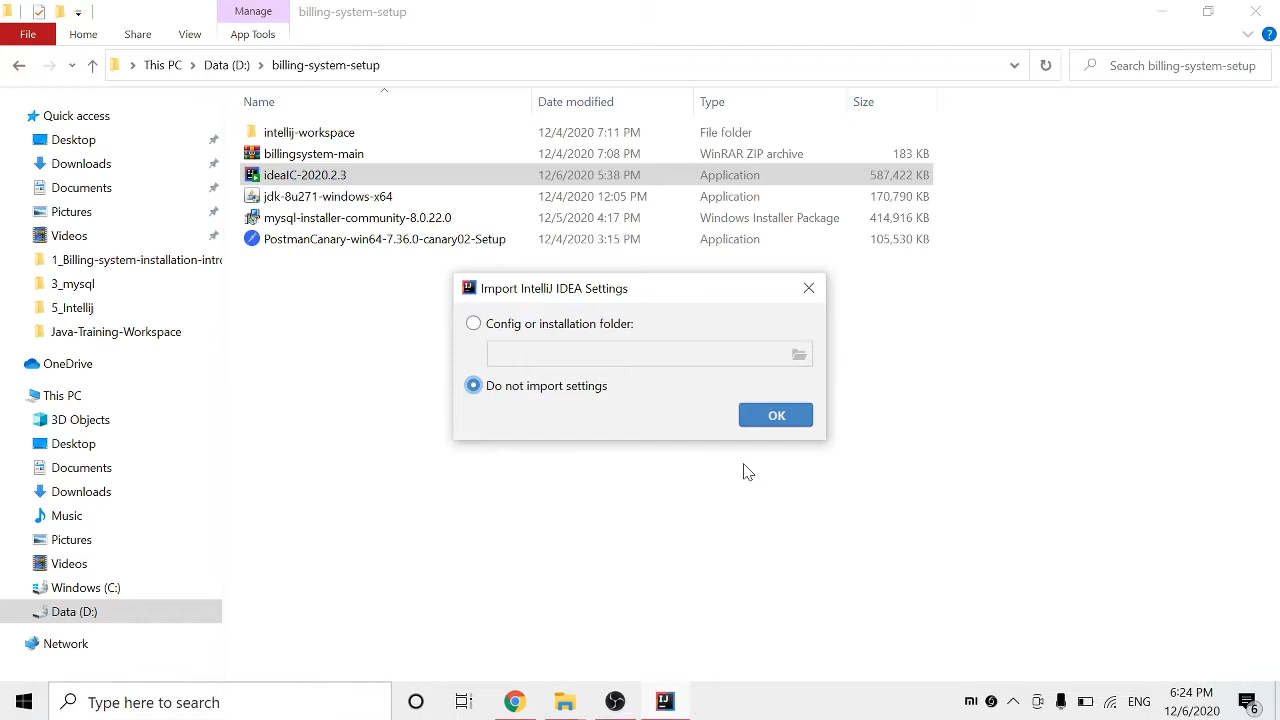 Manage
billing-system-setup
File
Home
Share
View
App Tools
This PC
Data (D:)
billing-system-setup
Search billing-system-setup
Name
Date modified
Type
Size
intellij-workspace 12/4/2020 7:11 PM File folder
billingsystem-main 12/4/2020 7:08 PM WinRAR ZIP archive 183 KB
ideaIC-2020.2.3 12/6/2020 5:38 PM Application 587,422 KB
jdk-8u271-windows-x64 12/4/2020 12:05 PM Application 170,790 KB
mysql-installer-community-8.0.22.0 12/5/2020 4:17 PM Windows Installer Package 414,916 KB
PostmanCanary-win64-7.36.0-canary02-Setup 12/4/2020 3:15 PM Application 105,530 KB
Quick access
Desktop
Downloads
Documents
Pictures
Videos
1_Billing-system-installation-intro
3_mysql
5_Intellij
Java-Training-Workspace
OneDrive
This PC
3D Objects
Desktop
Documents
Downloads
Music
Pictures
Videos
Windows (C:)
Data (D:)
Network
Import IntelliJ IDEA Settings
Config or installation folder:
Do not import settings
OK
Type here to search
ENG
6:24 PM
12/6/2020
6